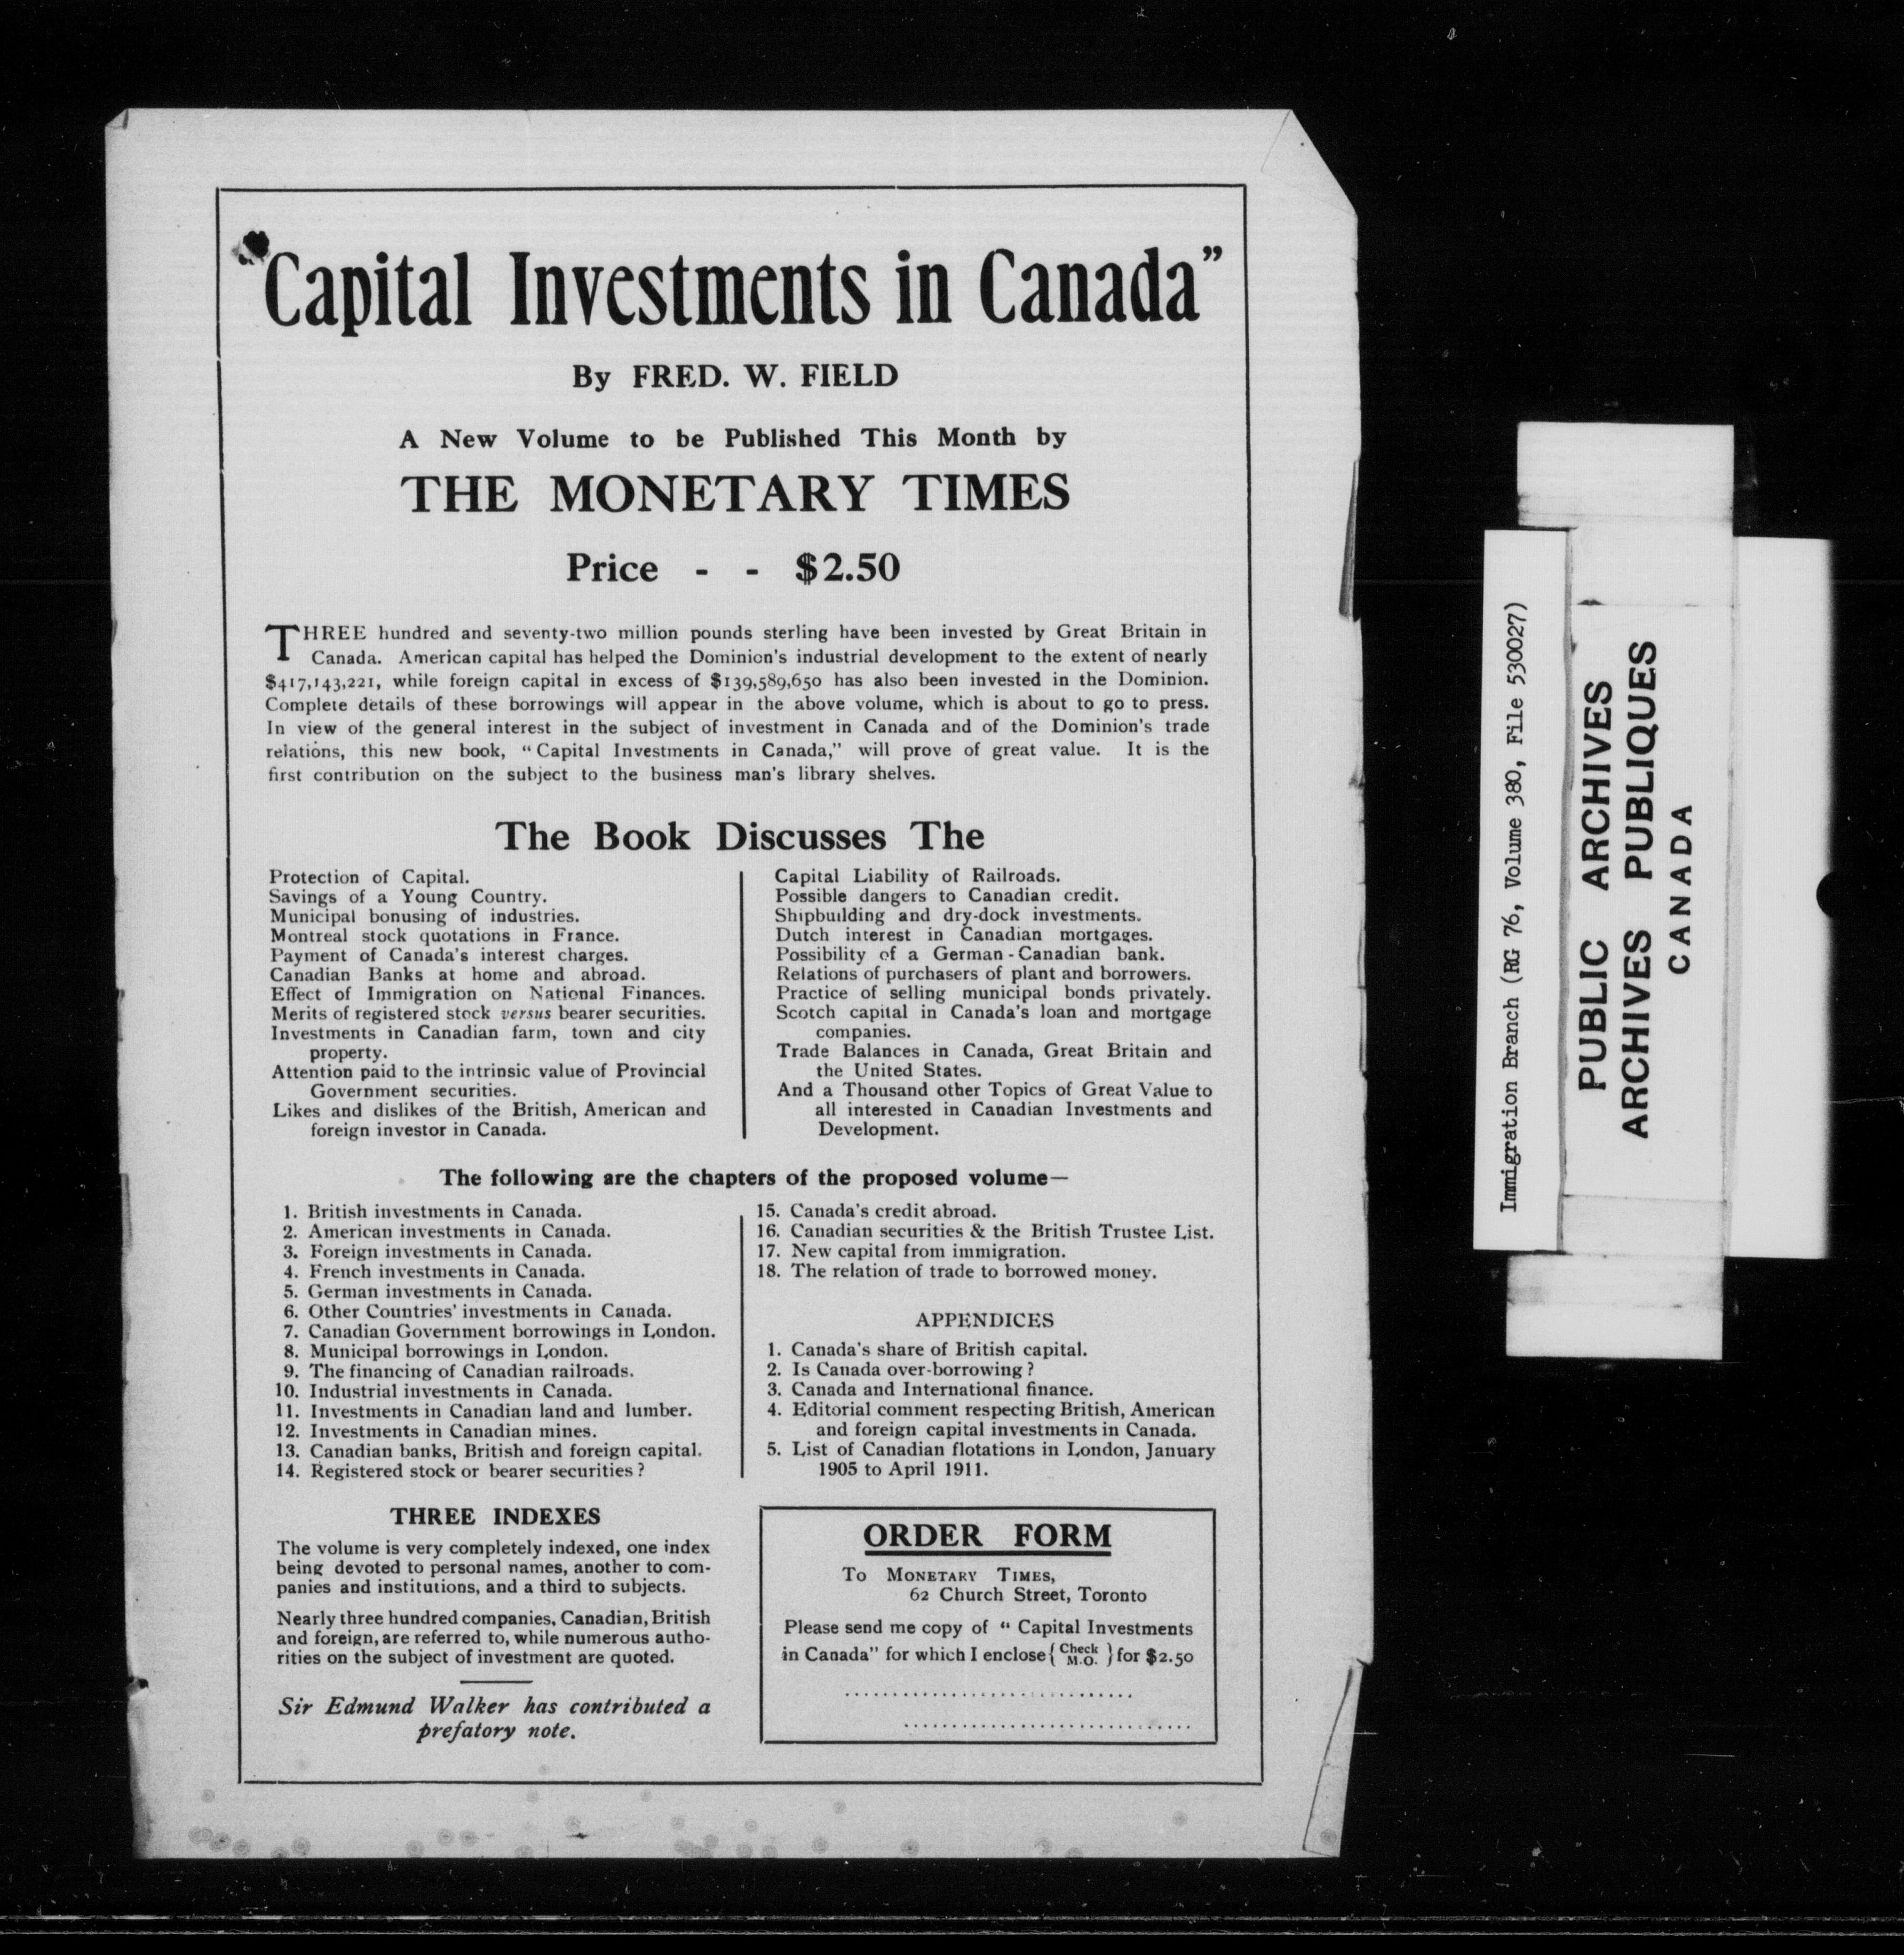 “Capital Investments in Canada”
By FRED. W. FIELD
A New Volume to be Published This Month by
THE MONETARY TIMES
Price - - $2.50
THREE hundred and seventy-two million pounds sterling have been invested by Great Britain in
Canada. American capital has helped the Dominion's industrial development to the extent of nearly
$417,143,221, while foreign capital in excess of $139,589,650 has also been invested in the Dominion.
Complete details of these borrowings will appear in the above volume, which is about to go to press.
In view of the general interest in the subject of investment in Canada and of the Dominion's trade
relations, this new book, “Capital Investments in Canada,” will prove of great value. It is the
first contribution on the subject to the business man's library shelves.
The Book Discusses The
Protection of Capital.
Savings of a Young Country.
Municipal bonusing of industries.
Montreal stock quotations in France.
Payment of Canada's interest charges.
Canadian Banks at home and abroad.
Effect of Immigration on National Finances.
Merits of registered stock versus bearer securities.
Investments in Canadian farm, town and city
property.
Attention paid to the intrinsic value of Provincial
Government securities.
Likes and dislikes of the British, American and
foreign investor in Canada.
Capital Liability of Railroads.
Possible dangers to Canadian credit.
Shipbuilding and dry-dock investments.
Dutch interest in Canadian mortgages.
Possibility of a German-Canadian bank.
Relations of purchasers of plant and borrowers.
Practice of selling municipal bonds privately.
Scotch capital in Canada's loan and mortgage
companies.
Trade Balances in Canada, Great Britain and
the United States.
And a Thousand other Topics of Great Value to
all interested in Canadian Investments and
Development.
The following are the chapters of the proposed volume—
1. British investments in Canada.
2. American investments in Canada.
3. Foreign investments in Canada.
4. French investments in Canada.
5. German investments in Canada.
6. Other Countries' investments in Canada.
7. Canadian Government borrowings in London.
8. Municipal borrowings in London.
9. The financing of Canadian railroads.
10. Industrial investments in Canada.
11. Investments in Canadian land and lumber.
12. Investments in Canadian mines.
13. Canadian banks, British and foreign capital.
14. Registered stock or bearer securities?
15. Canada's credit abroad.
16. Canadian securities & the British Trustee List.
17. New capital from immigration.
18. The relation of trade to borrowed money.
APPENDICES
1. Canada's share of British capital.
2. Is Canada over-borrowing?
3. Canada and International finance.
4. Editorial comment respecting British, American
and foreign capital investments in Canada.
5. List of Canadian flotations in London, January
1905 to April 1911.
THREE INDEXES
The volume is very completely indexed, one index
being devoted to personal names, another to com-
panies and institutions, and a third to subjects.
Nearly three hundred companies, Canadian, British
and foreign, are referred to, while numerous autho-
rities on the subject of investment are quoted.
Sir Edmund Walker has contributed a
prefatory note.
ORDER FORM
To MONETARY TIMES,
62 Church Street, Toronto
Please send me copy of “Capital Investments
in Canada” for which I enclose { Check M.O. } for $2.50
Immigration Branch (RG 76, Volume 380, File 530027)
PUBLIC ARCHIVES
ARCHIVES PUBLIQUES
CANADA